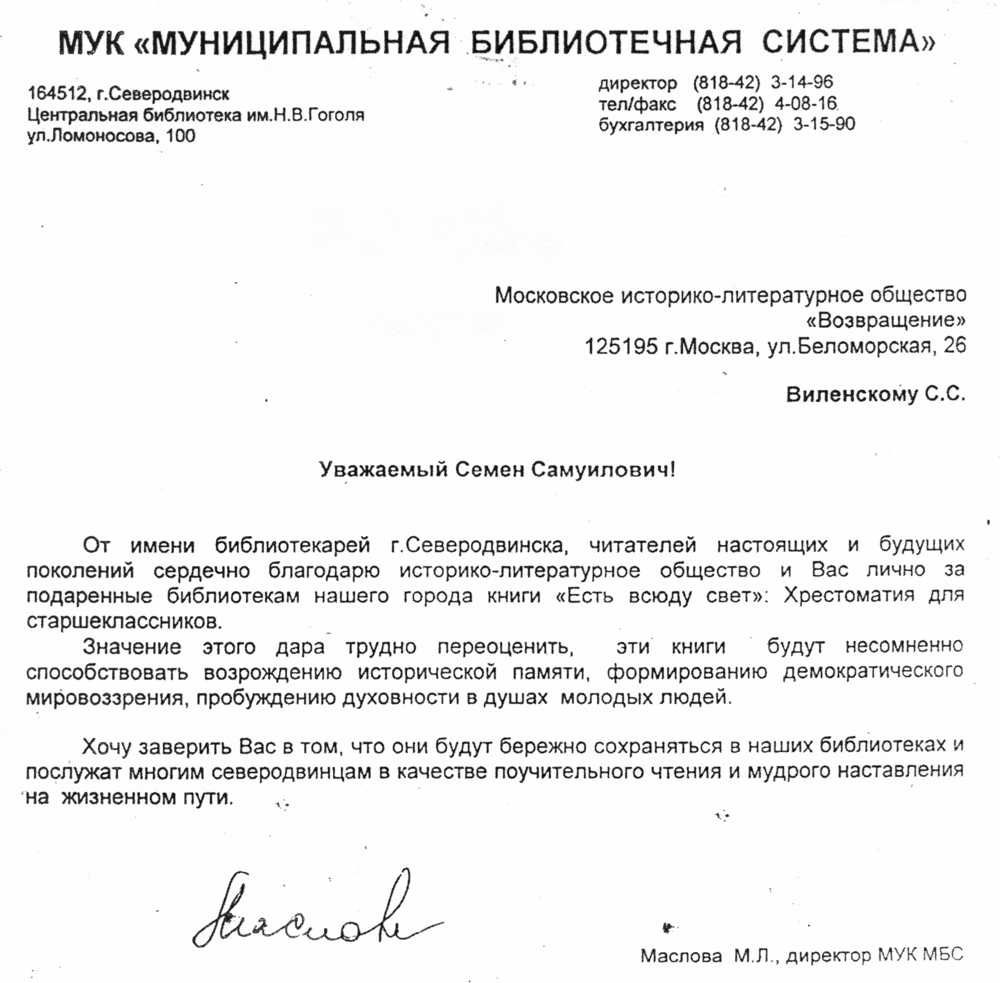 МУК «МУНИЦИПАЛЬНАЯ БИБЛИОТЕЧНАЯ СИСТЕМА»
164512, г.Северодвинск
Центральная библиотека им.Н.В.Гоголя
ул.Ломоносова, 100
директор (818-42) 3-14-96
тел/факс (818-42) 4-08-16
бухгалтерия (818-42) 3-15-90
Московское историко-литературное общество
«Возвращение»
125195 г.Москва, ул.Беломорская, 26
Виленскому С.С.
Уважаемый Семен Самуилович!
От имени библиотекарей г.Северодвинска, читателей настоящих и будущих
поколений сердечно благодарю историко-литературное общество и Вас лично за
подаренные библиотекам нашего города книги «Есть всюду свет»: Хрестоматия для
старшеклассников.
Значение этого дара трудно переоценить, эти книги будут несомненно
способствовать возрождению исторической памяти, формированию демократического
мировоззрения, пробуждению духовности в душах молодых людей.
Хочу заверить Вас в том, что они будут бережно сохраняться в наших библиотеках и
послужат многим северодвинцам в качестве поучительного чтения и мудрого наставления
на жизненном пути.
Маслова
Маслова М.Л., директор МУК МБС